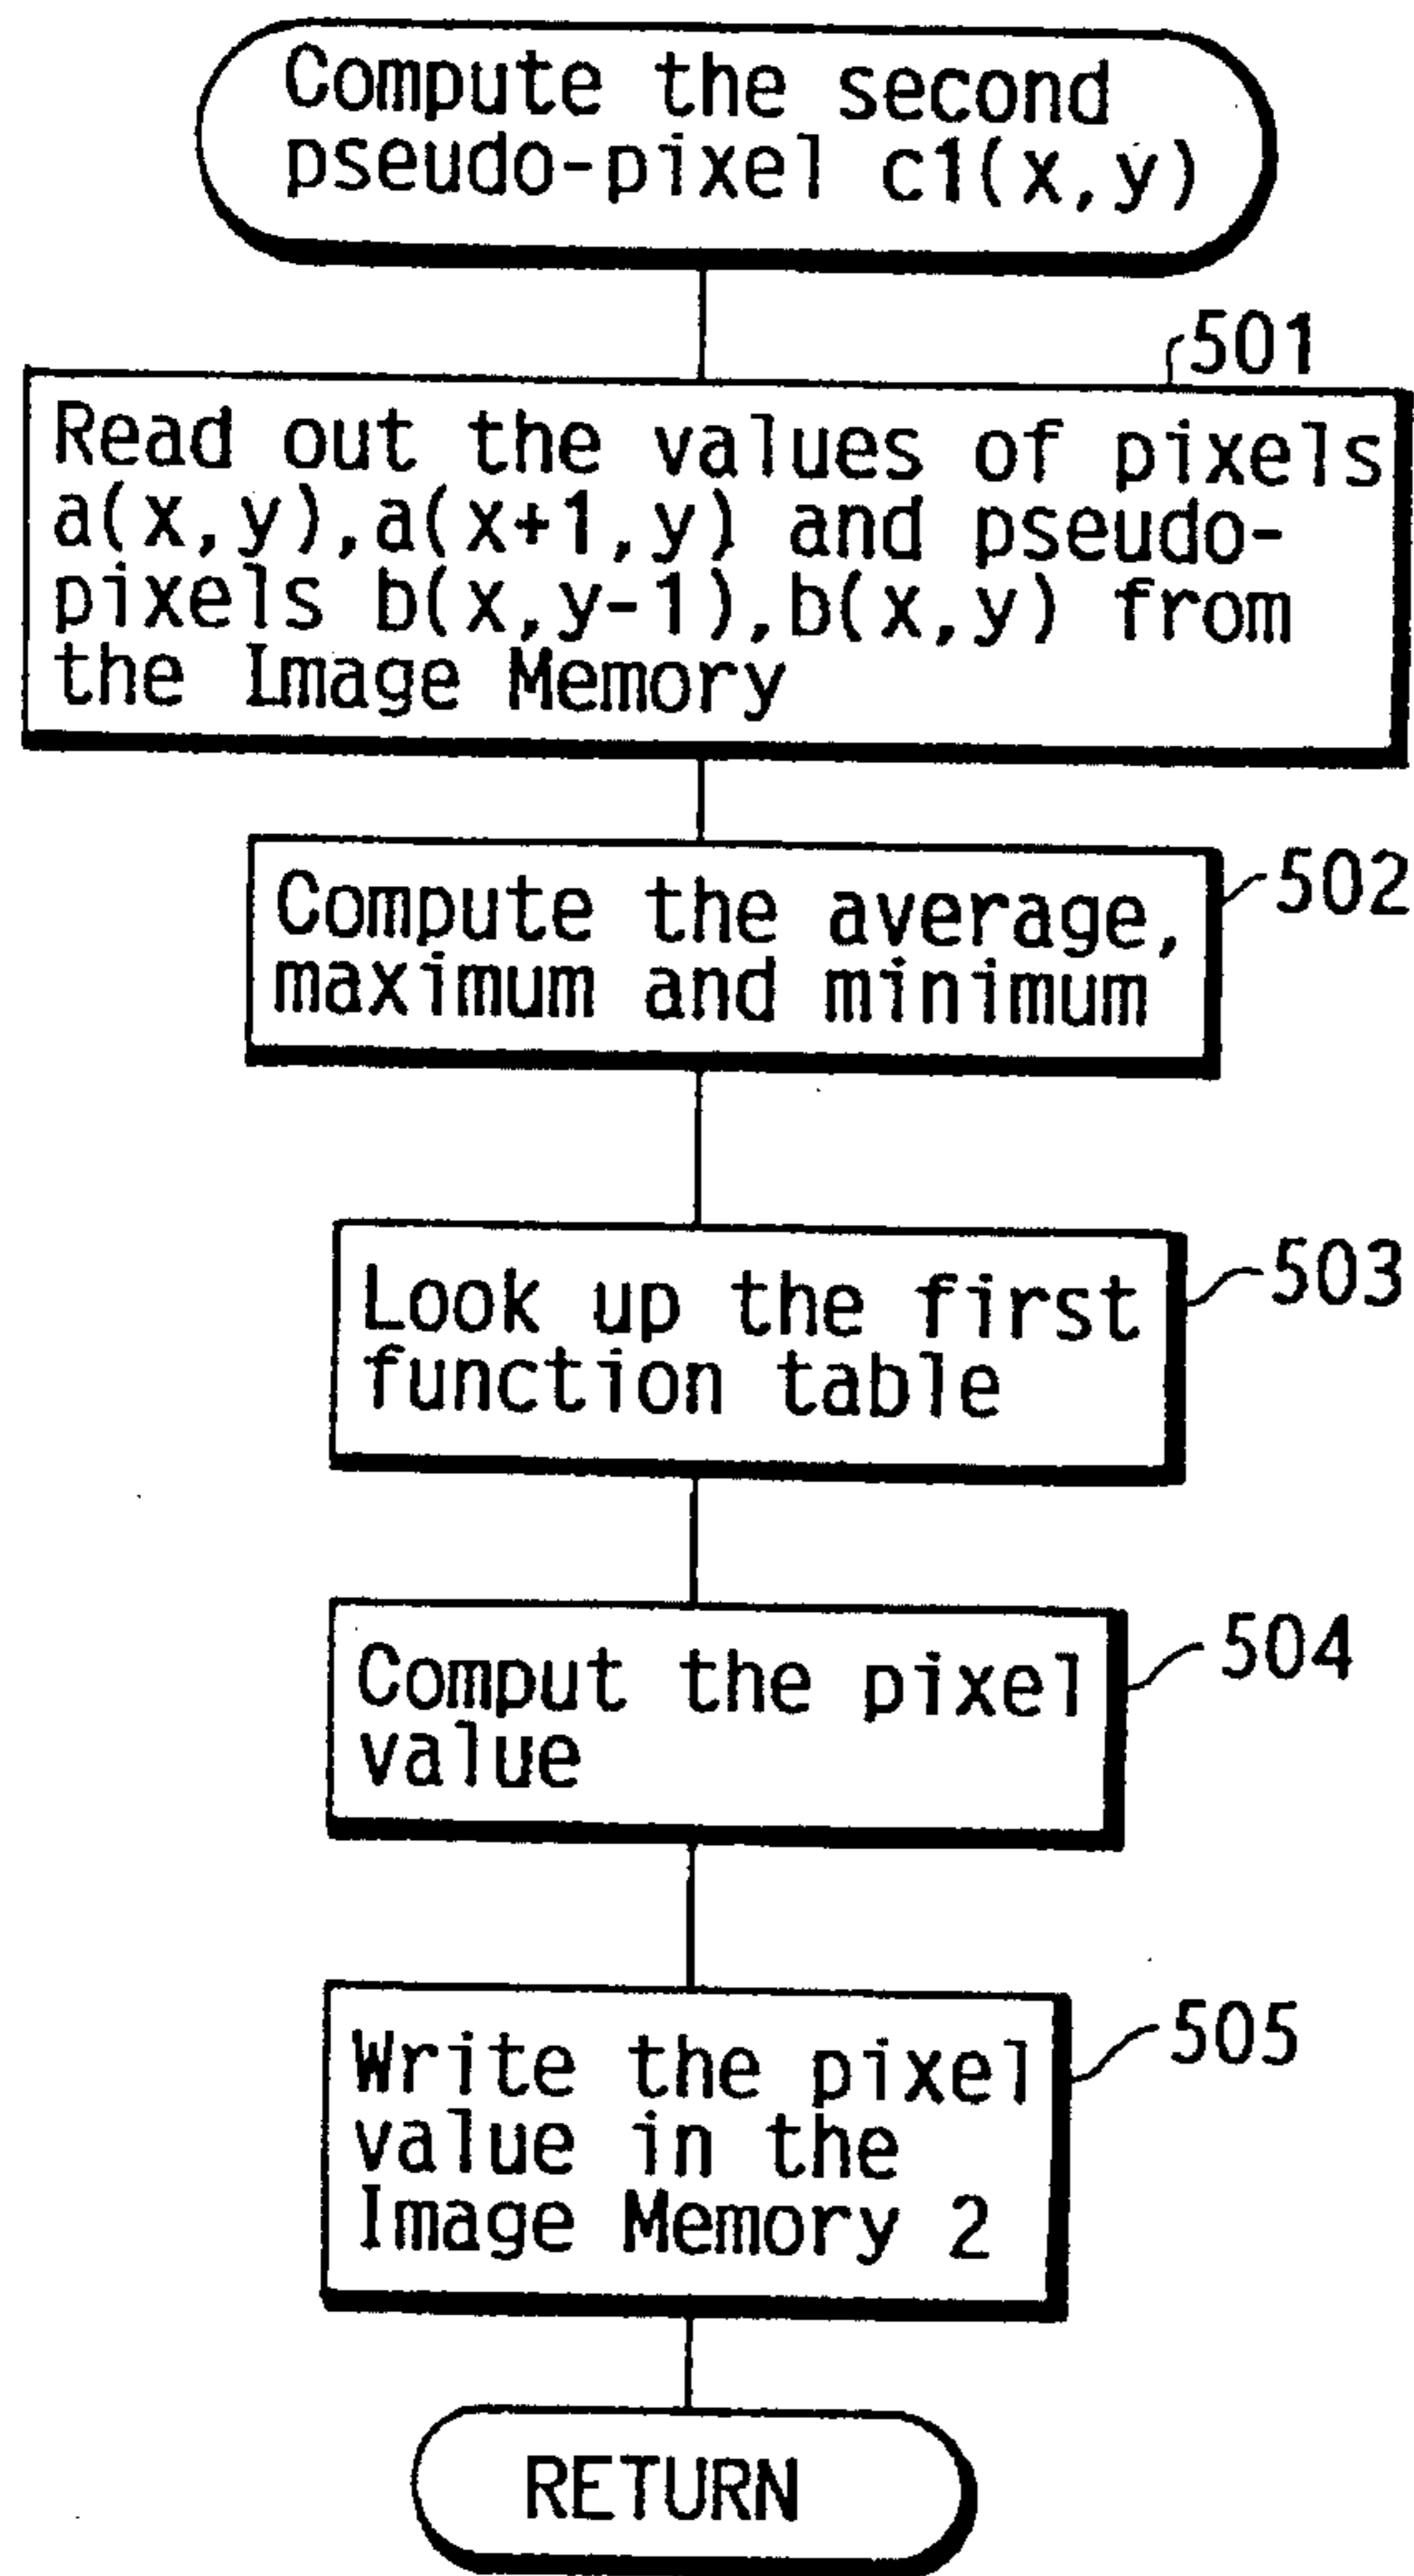 Compute the second
pseudo-pixel c1(x,y)
501
Read out the values of pixels
a(x,y),a(x+1,y) and pseudo-
pixels b(x,y-1),b(x,y) from
the Image Memory
502
Compute the average,
maximum and minimum
503
Look up the first
function table
504
Comput the pixel
value
505
Write the pixel
value in the
Image Memory 2
RETURN